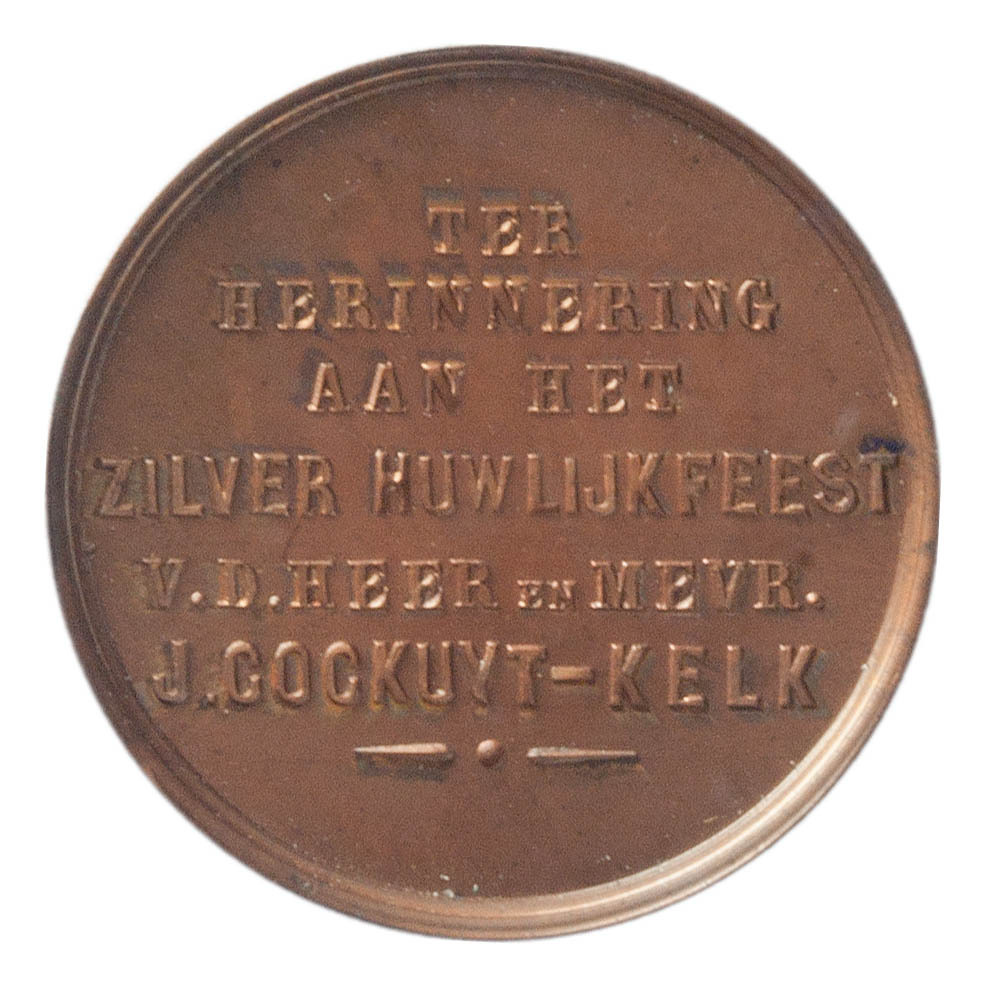 TER
HERINNERING
AAN HET
ZILVER HUWLIJKFEEST
V.D.HEER EN MEVR.
J.COCKUYT-KELK